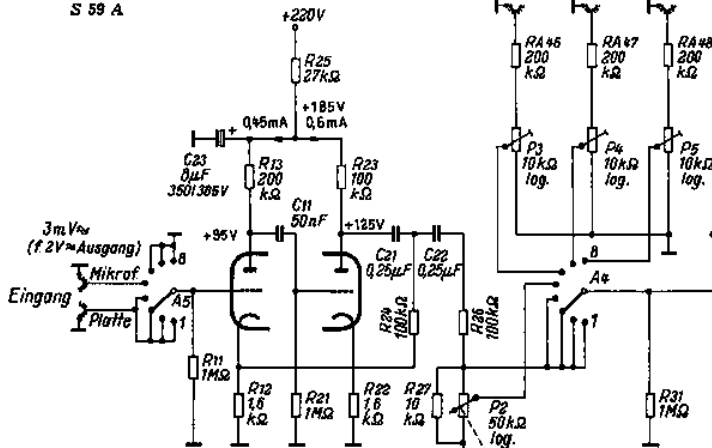 S 59 A
+220V
R25
27kΩ
+185V
0,45mA
0,6mA
+
C23
8µF
350/385V
R13
200
kΩ
R23
100
kΩ
C11
50nF
+95V
+125V
C21
0,25µF
C22
0,25µF
3mV≈
(f. 2V≈Ausgang)
8
Mikrof.
Eingang
Platte
A5
1
R11
1MΩ
R12
1,6
kΩ
R21
1MΩ
R22
1,6
kΩ
R24
100kΩ
R26
100kΩ
R27
10
kΩ
P2
50kΩ
log.
RA46
200
kΩ
RA47
200
kΩ
RA48
200
kΩ
P3
10kΩ
log.
P4
10kΩ
log.
P5
10kΩ
log.
8
A4
1
R31
1MΩ